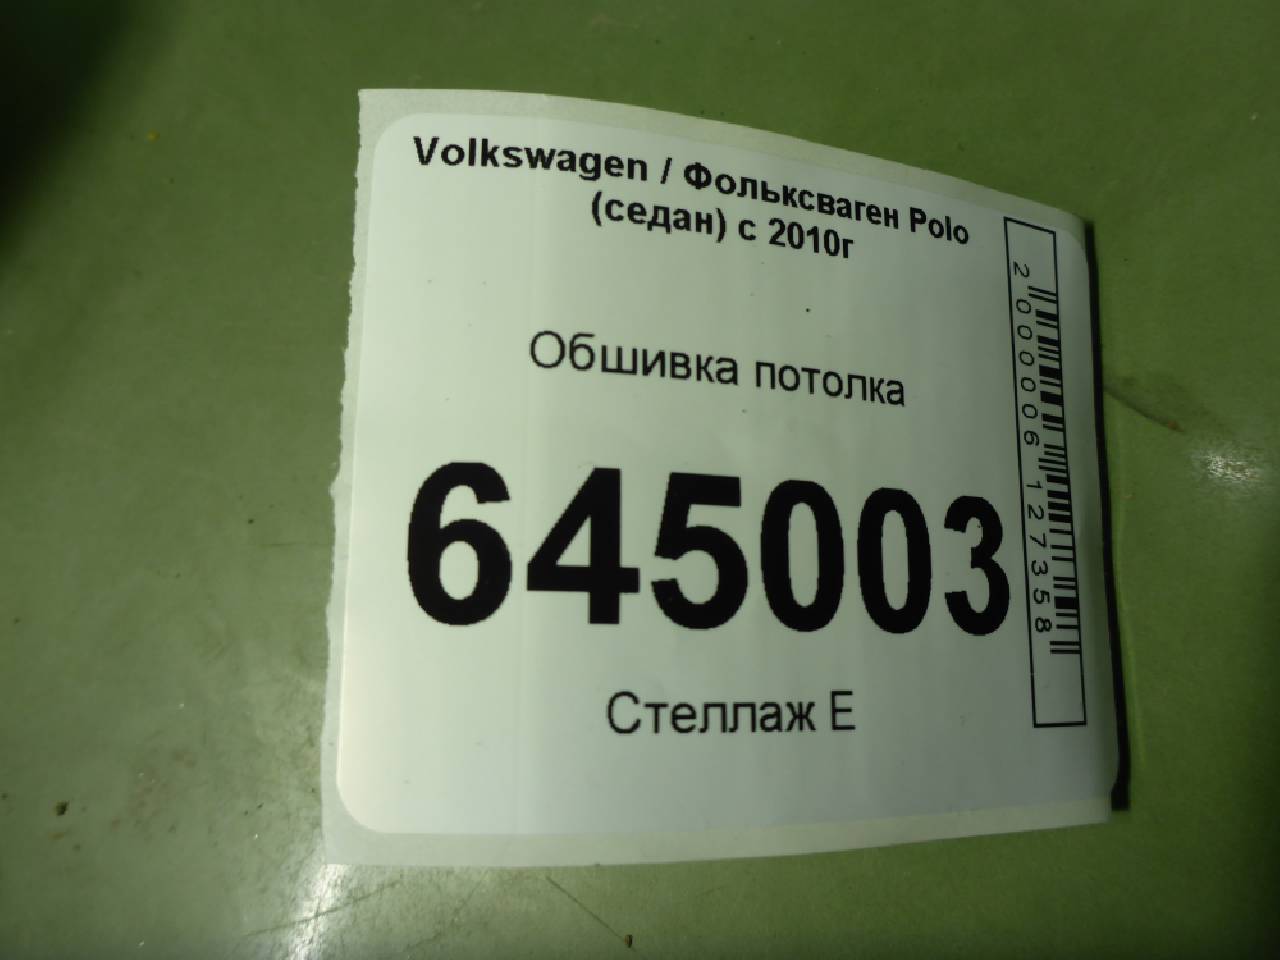 Volkswagen / Фольксваген Polo
(седан) с 2010г
Обшивка потолка
645003
Стеллаж Е
2000006127358